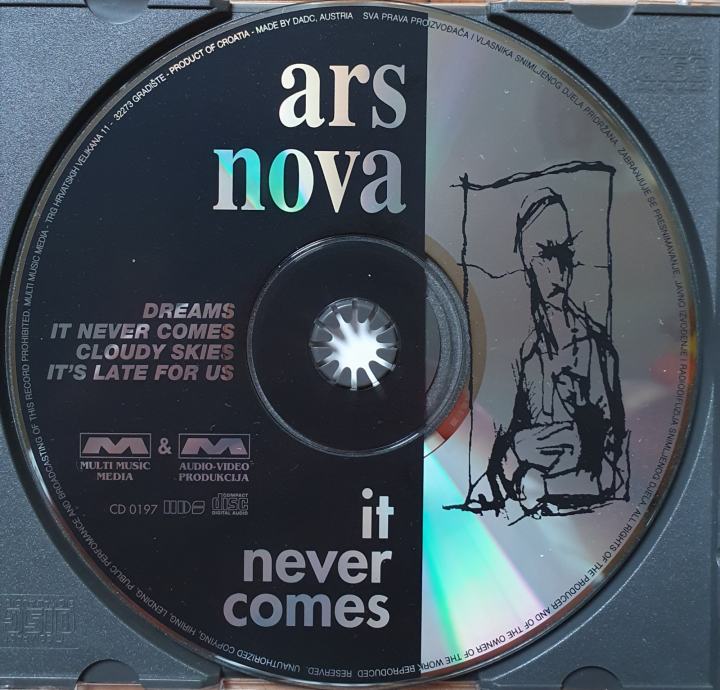 ars
nova
DREAMS
IT NEVER COMES
CLOUDY SKIES
IT'S LATE FOR US
M & M
MULTI MUSIC
MEDIA
AUDIO-VIDEO
PRODUKCIJA
CD 0197
COMPACT
disc
DIGITAL AUDIO
it
never
comes
MULTI MUSIC MEDIA - TRG HRVATSKIH VELIKANA 11 - 32273 GRADIŠTE - PRODUCT OF CROATIA - MADE BY DADC, AUSTRIA
SVA PRAVA PROIZVOĐAČA I VLASNIKA SNIMLJENOG DJELA PRIDRŽANA. ZABRANJUJE SE PRESNIMAVANJE, JAVNO IZVOĐENJE I RADIODIFUZIJA SNIMLJENOG DJELA. ALL RIGHTS OF THE PRODUCER AND OF THE OWNER OF THE WORK REPRODUCED RESERVED. UNAUTHORIZED COPYING, HIRING, LENDING, PUBLIC PERFOMANCE AND BROADCASTING OF THIS RECORD PROHIBITED.